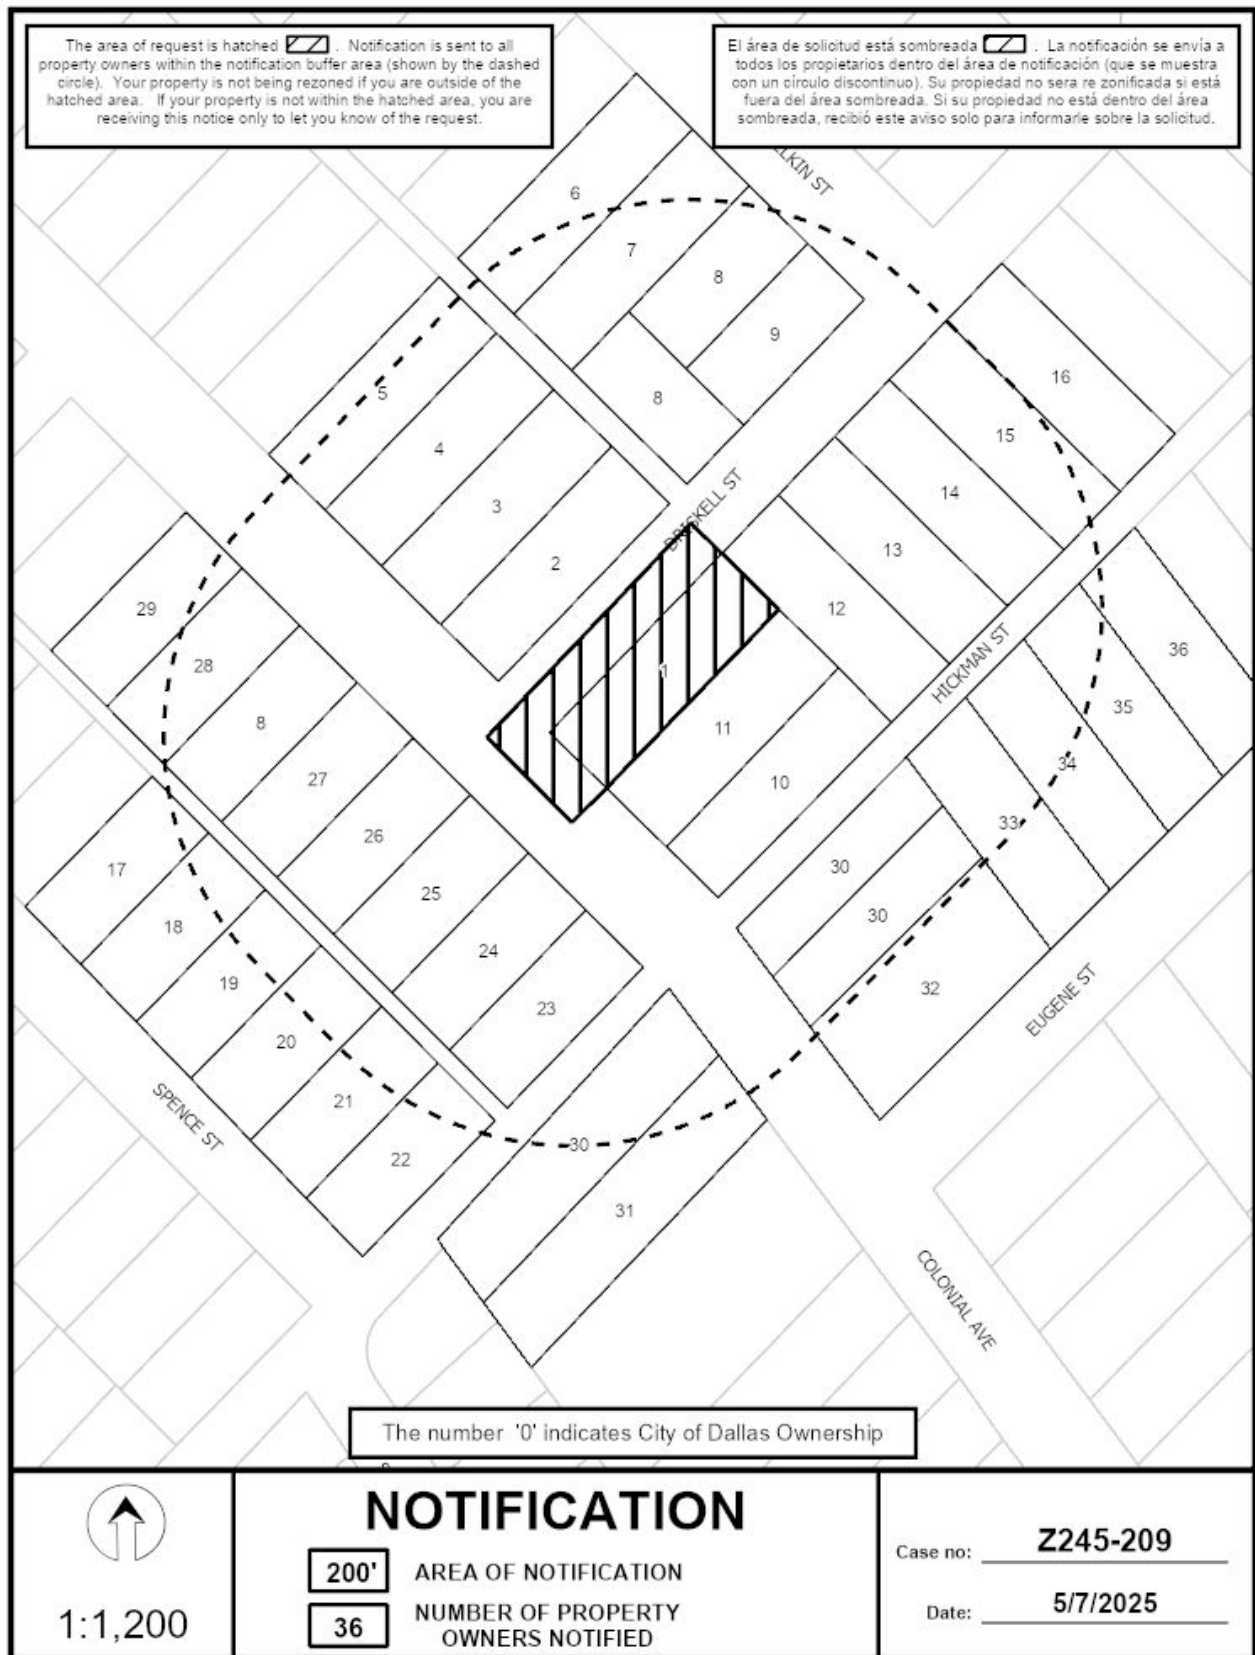 The area of request is hatched . Notification is sent to all
property owners within the notification buffer area (shown by the dashed
circle). Your property is not being rezoned if you are outside of the
hatched area. If your property is not within the hatched area, you are
receiving this notice only to let you know of the request.
El área de solicitud está sombreada . La notificación se envía a
todos los propietarios dentro del área de notificación (que se muestra
con un círculo discontinuo). Su propiedad no sera re zonificada si está
fuera del área sombreada. Si su propiedad no está dentro del área
sombreada, recibió este aviso solo para informarle sobre la solicitud.
ELKIN ST
6
7
8
9
8
5
4
3
2
DRISKELL ST
16
15
14
13
12
1
11
10
HICKMAN ST
36
35
34
33
30
30
32
EUGENE ST
29
28
8
27
26
25
24
23
17
18
19
20
21
22
SPENCE ST
30
31
COLONIAL AVE
The number '0' indicates City of Dallas Ownership
1:1,200
NOTIFICATION
200' AREA OF NOTIFICATION
36 NUMBER OF PROPERTY
OWNERS NOTIFIED
Case no: Z245-209
Date: 5/7/2025